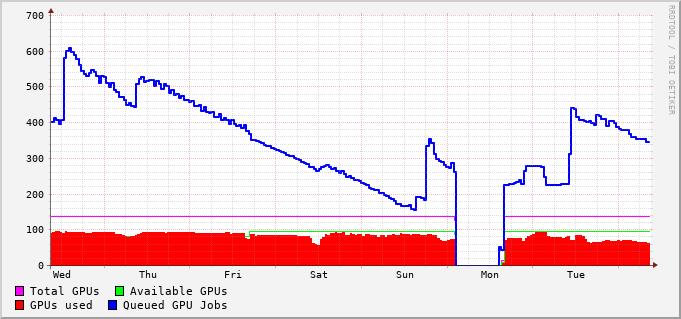 700
600
500
400
300
200
100
0
Wed Thu Fri Sat Sun Mon Tue
Total GPUs Available GPUs
GPUs used Queued GPU Jobs
RRDTOOL / TOBI OETIKER